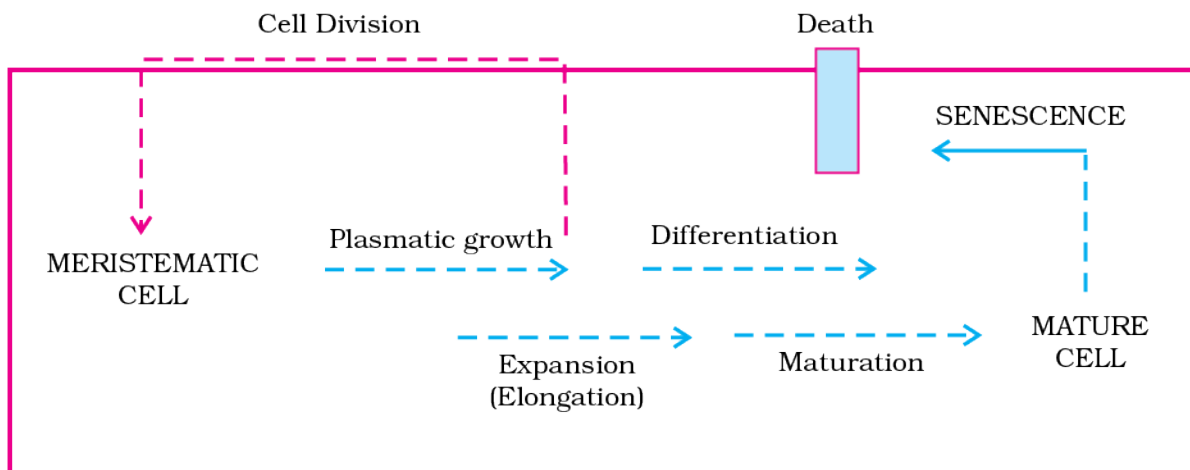 Cell Division
Death
SENESCENCE
Plasmatic growth
Differentiation
MERISTEMATIC
CELL
MATURE
CELL
Expansion
(Elongation)
Maturation